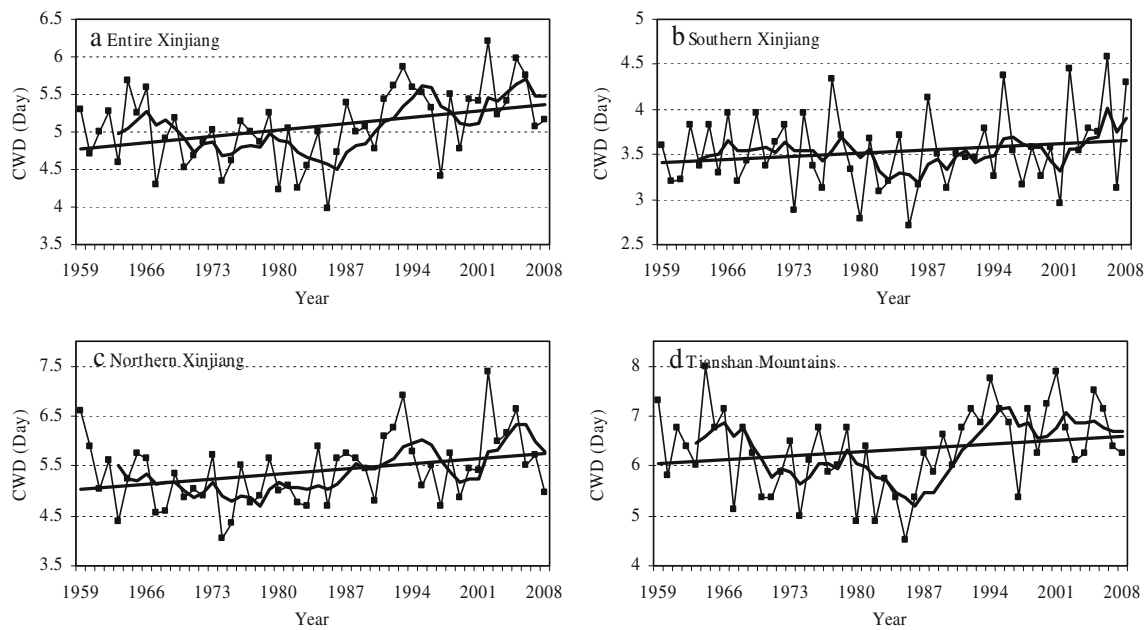 a Entire Xinjiang
6.5
6
5.5
5
4.5
4
3.5
CWD (Day)
1959 1966 1973 1980 1987 1994 2001 2008
Year
b Southern Xinjiang
5
4.5
4
3.5
3
2.5
CWD (Day)
1959 1966 1973 1980 1987 1994 2001 2008
Year
c Northern Xinjiang
7.5
6.5
5.5
4.5
3.5
CWD (Day)
1959 1966 1973 1980 1987 1994 2001 2008
Year
d Tianshan Mountains
8
7
6
5
4
CWD (Day)
1959 1966 1973 1980 1987 1994 2001 2008
Year